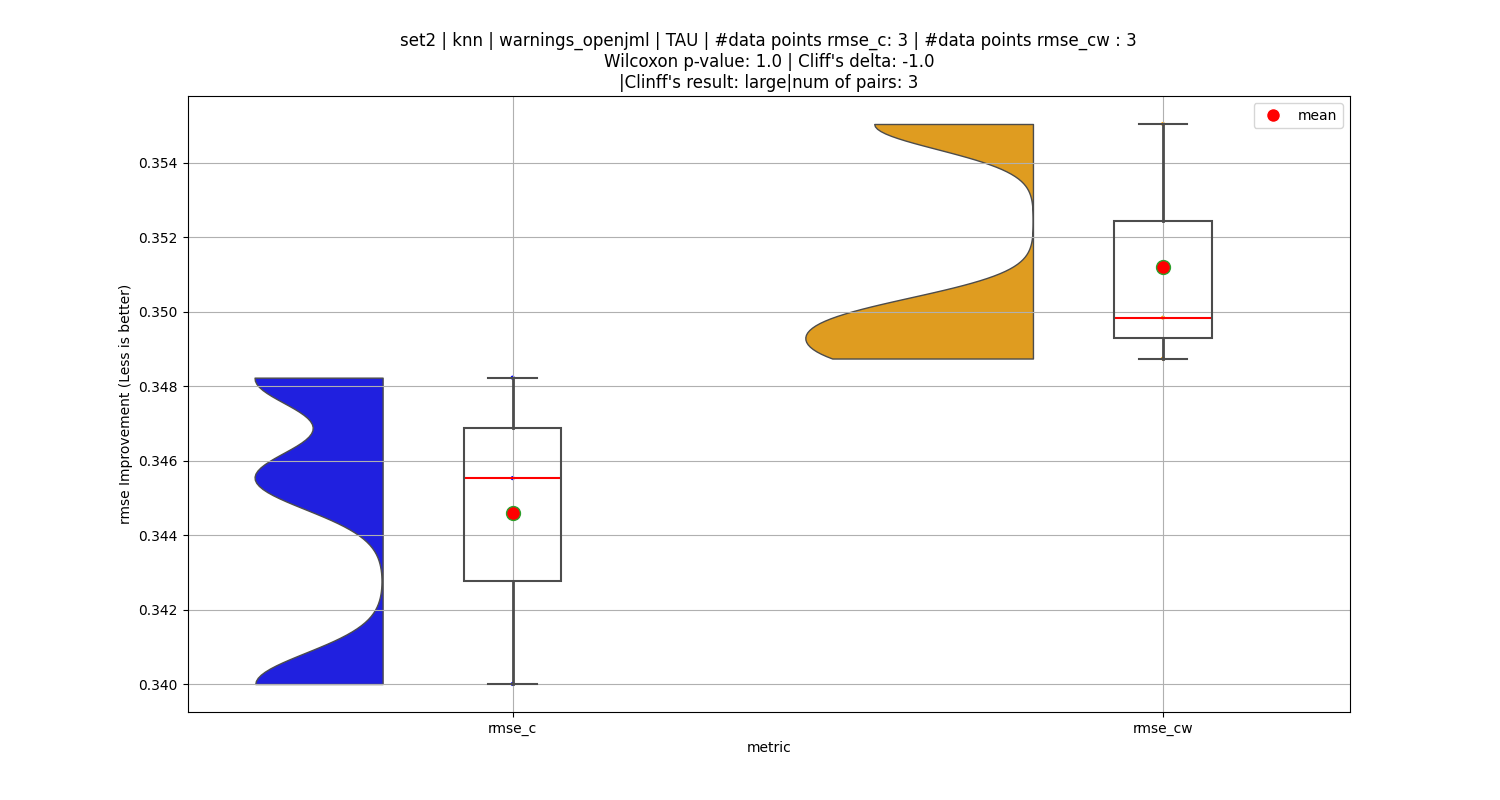 set2 | knn | warnings_openjml | TAU | #data points rmse_c: 3 | #data points rmse_cw : 3
Wilcoxon p-value: 1.0 | Cliff's delta: -1.0
|Clinff's result: large|num of pairs: 3
mean
0.354
0.352
0.350
0.348
0.346
0.344
0.342
0.340
rmse Improvement (Less is better)
rmse_c
rmse_cw
metric